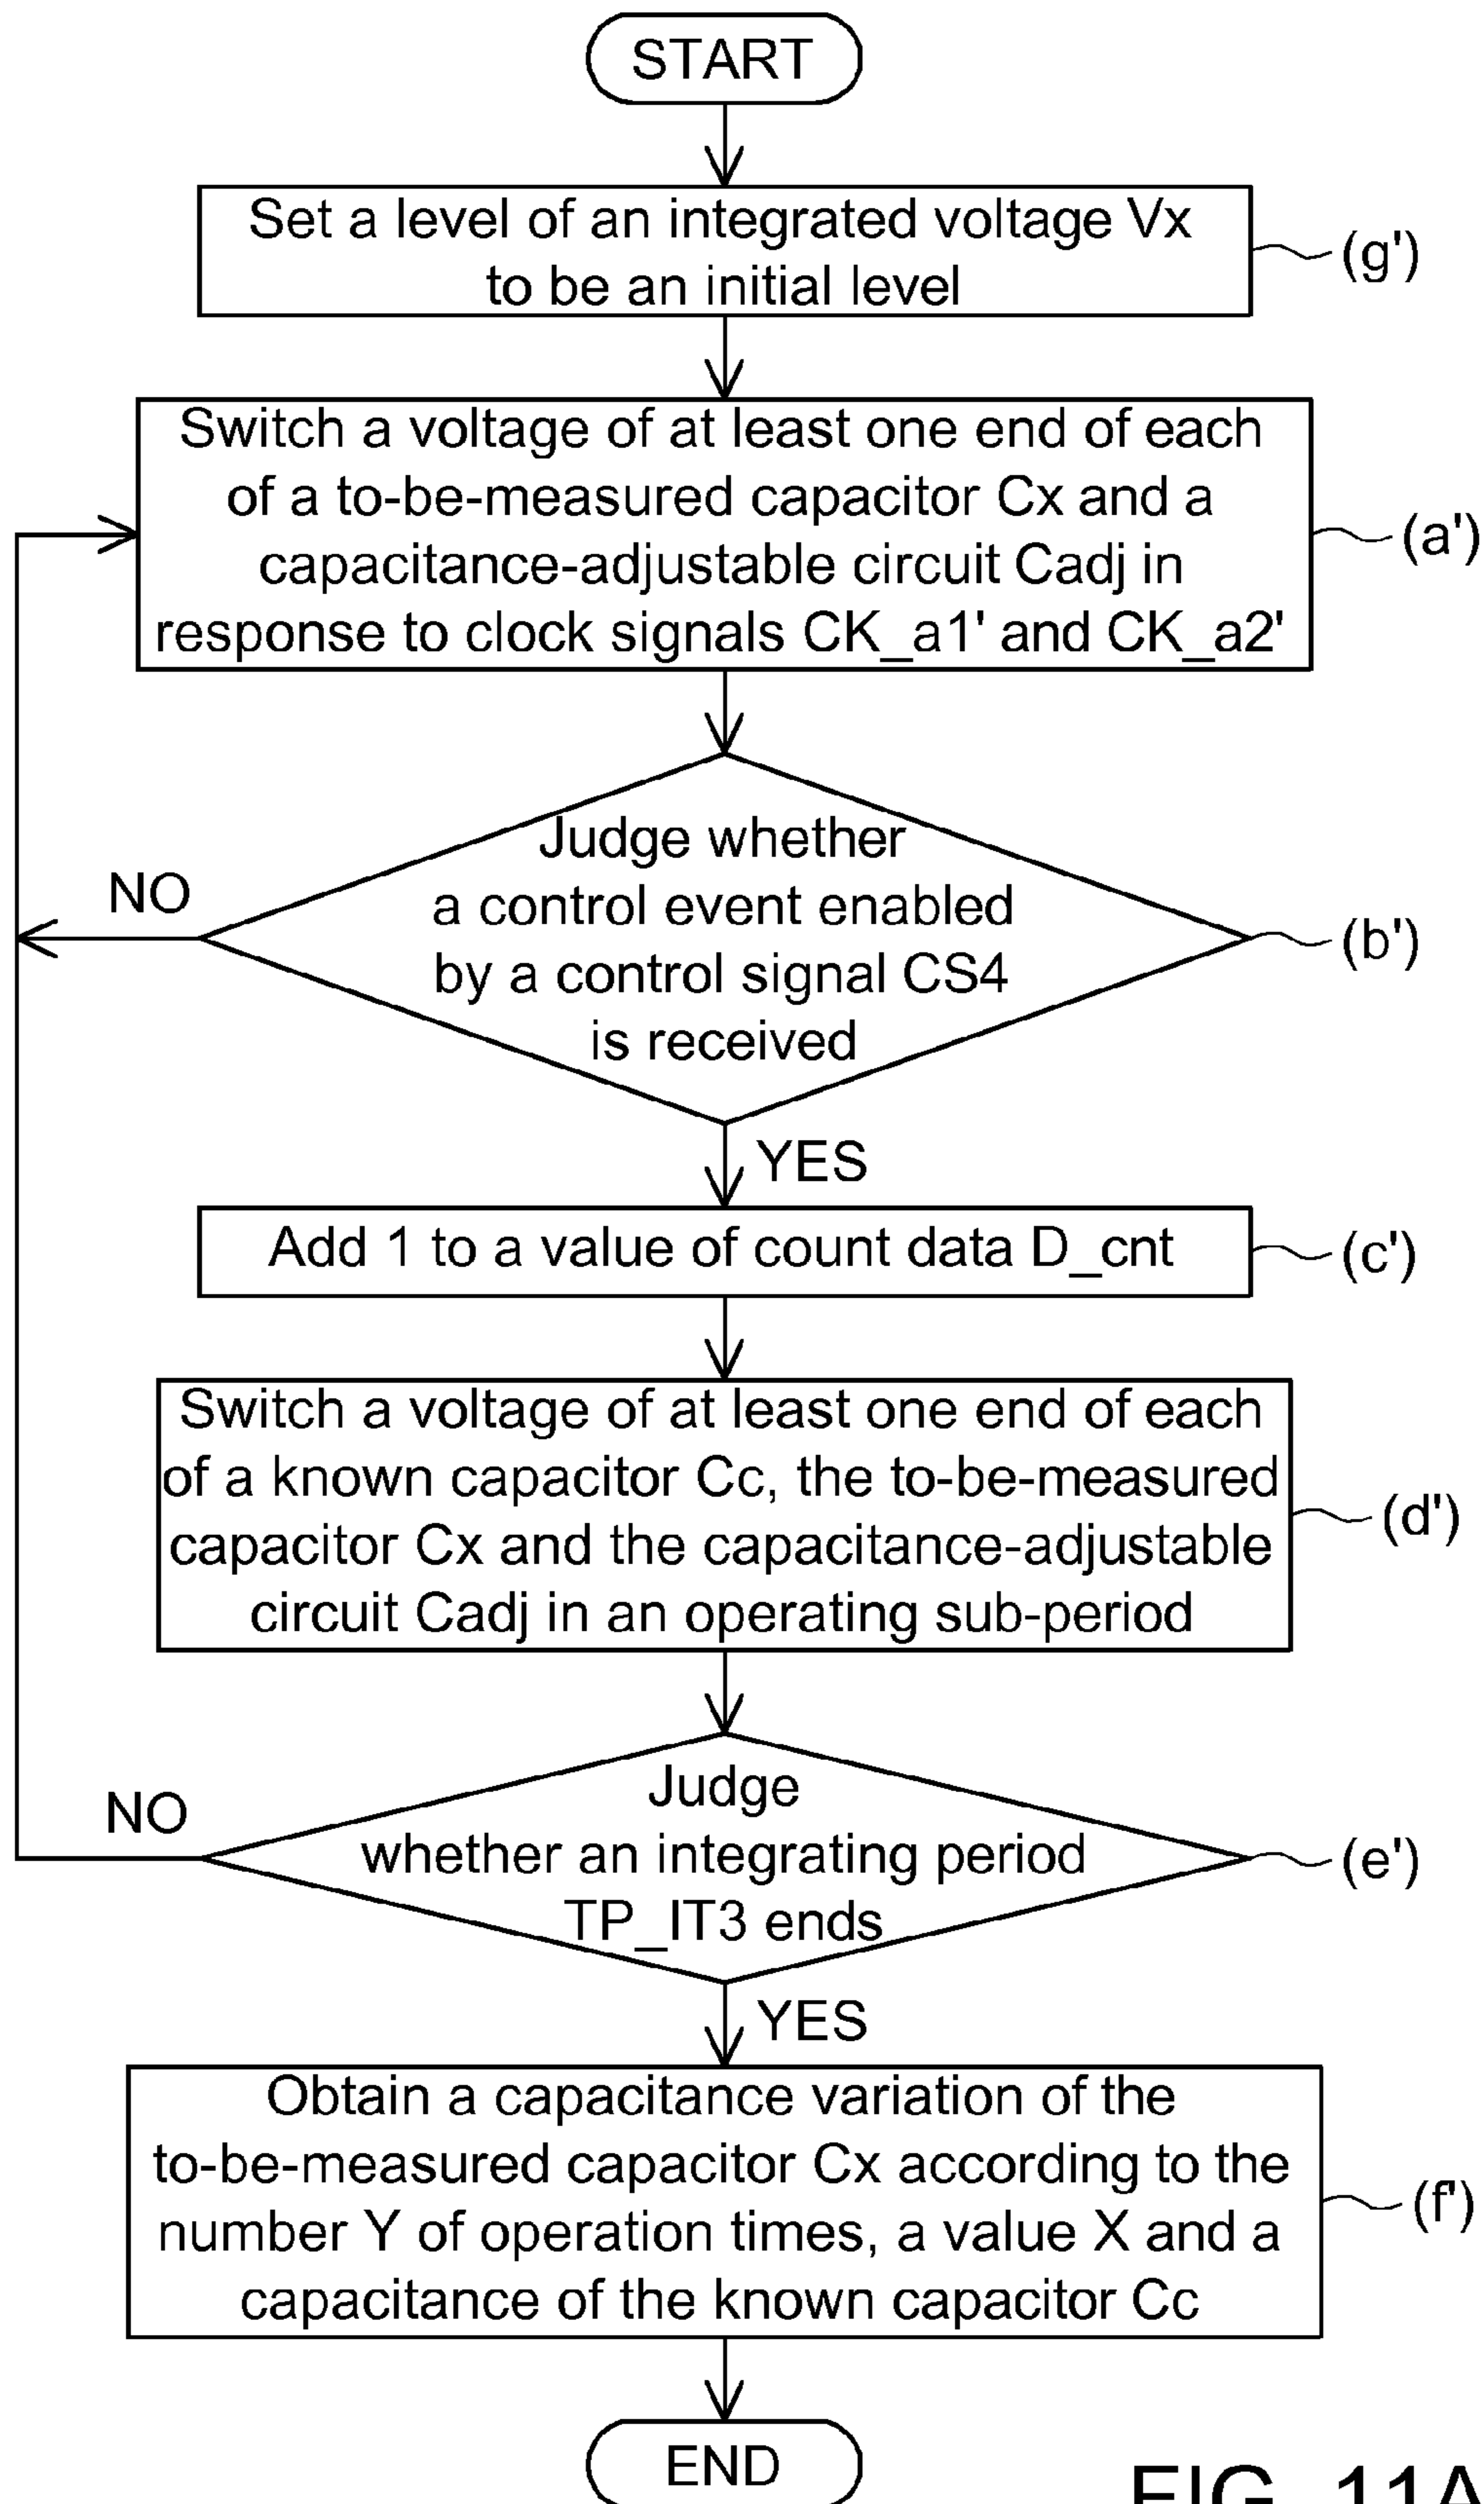 START
Set a level of an integrated voltage Vx
to be an initial level
(g')
Switch a voltage of at least one end of each
of a to-be-measured capacitor Cx and a
capacitance-adjustable circuit Cadj in
response to clock signals CK_a1' and CK_a2'
(a')
Judge whether
a control event enabled
by a control signal CS4
is received
NO
(b')
YES
Add 1 to a value of count data D_cnt
(c')
Switch a voltage of at least one end of each
of a known capacitor Cc, the to-be-measured
capacitor Cx and the capacitance-adjustable
circuit Cadj in an operating sub-period
(d')
Judge
whether an integrating period
TP_IT3 ends
NO
(e')
YES
Obtain a capacitance variation of the
to-be-measured capacitor Cx according to the
number Y of operation times, a value X and a
capacitance of the known capacitor Cc
(f')
END
FIG. 11A